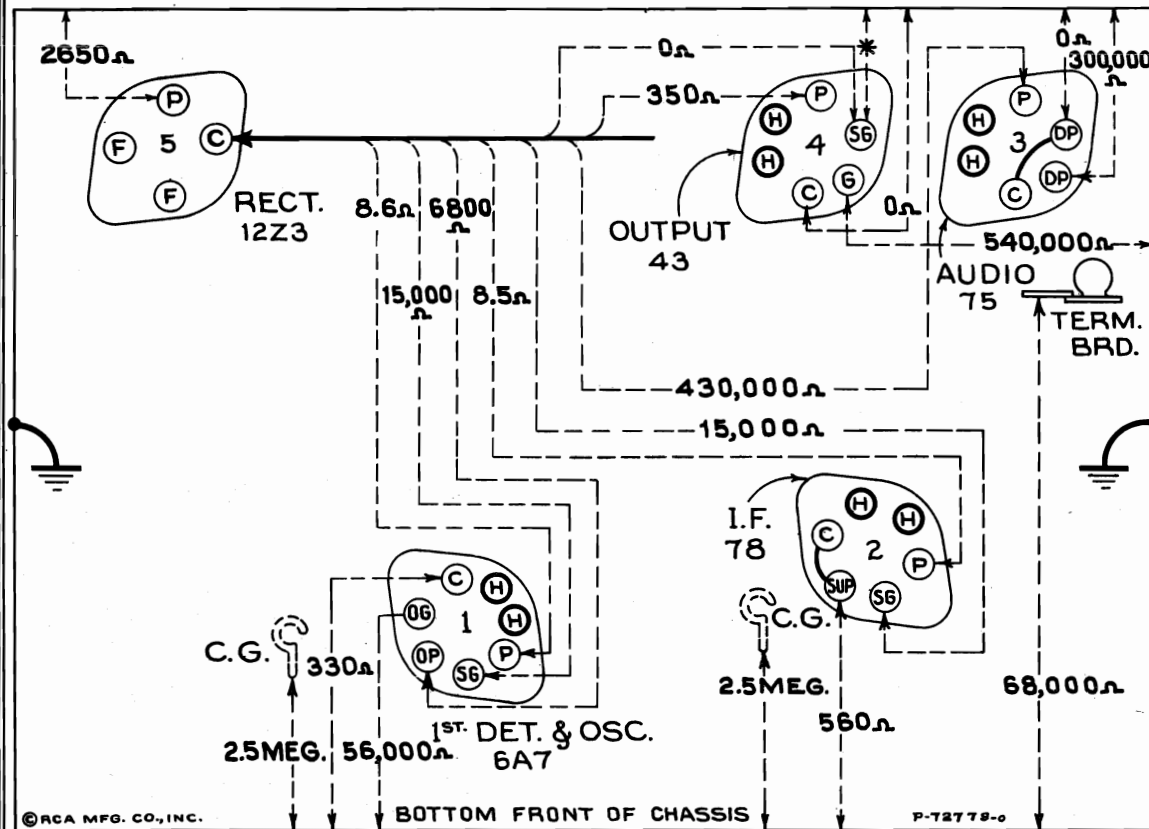 2650Ω
0Ω
*
0Ω
300,000
Ω
350Ω
P
F
5
C
F
RECT.
12Z3
P
H
H
4
SG
C
G
OUTPUT
43
0Ω
P
H
H
3
DP
DP
C
540,000Ω
AUDIO
75
TERM.
BRD.
8.6Ω
6800
Ω
15,000
Ω
8.5Ω
430,000Ω
15,000Ω
I.F.
78
H
H
C
2
P
SUP
SG
C.G.
2.5MEG.
560Ω
68,000Ω
C
H
H
OG
1
OP
SG
P
C.G.
330Ω
2.5MEG.
56,000Ω
1ST. DET. & OSC.
6A7
©RCA MFG. CO., INC.
BOTTOM FRONT OF CHASSIS
P-72778-0